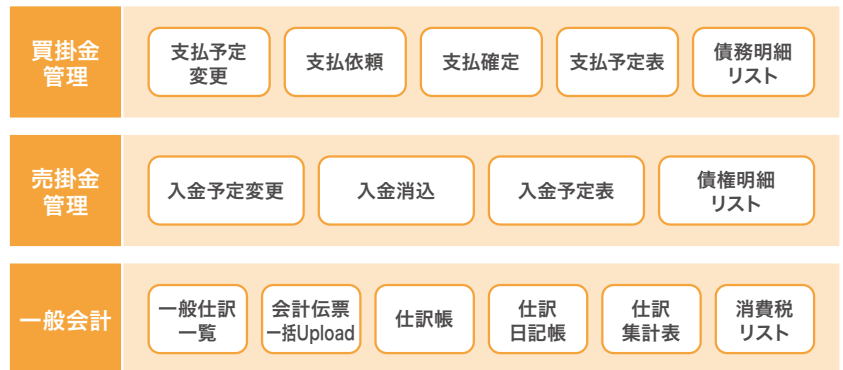 買掛金
管理
支払予定
変更
支払依頼
支払確定
支払予定表
債務明細
リスト
売掛金
管理
入金予定変更
入金消込
入金予定表
債権明細
リスト
一般会計
一般仕訳
一覧
会計伝票
一括Upload
仕訳帳
仕訳
日記帳
仕訳
集計表
消費税
リスト